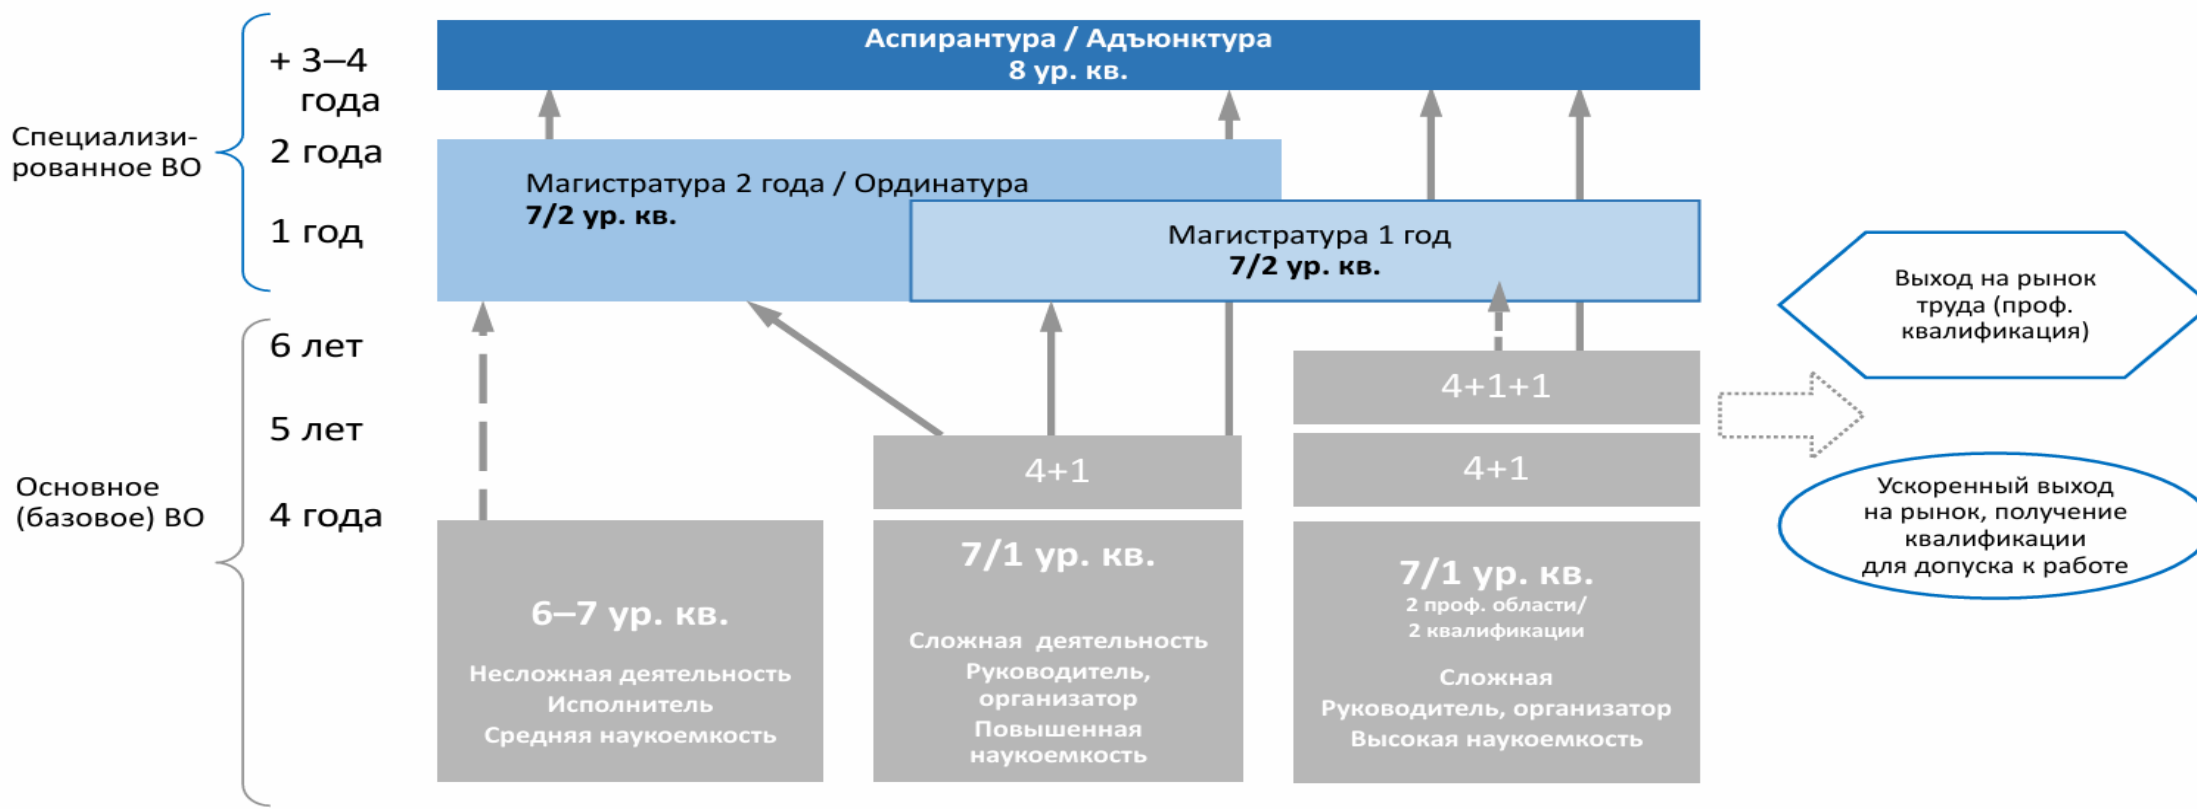 Специализи-
рованное ВО
+ 3–4
года
2 года
1 год
Аспирантура / Адъюнктура
8 ур. кв.
Магистратура 2 года / Ординатура
7/2 ур. кв.
Магистратура 1 год
7/2 ур. кв.
Основное
(базовое) ВО
6 лет
5 лет
4 года
6–7 ур. кв.
Несложная деятельность
Исполнитель
Средняя наукоемкость
4+1
7/1 ур. кв.
Сложная деятельность
Руководитель,
организатор
Повышенная
наукоемкость
4+1+1
4+1
7/1 ур. кв.
2 проф. области/
2 квалификации
Сложная
Руководитель, организатор
Высокая наукоемкость
Выход на рынок
труда (проф.
квалификация)
Ускоренный выход
на рынок, получение
квалификации
для допуска к работе